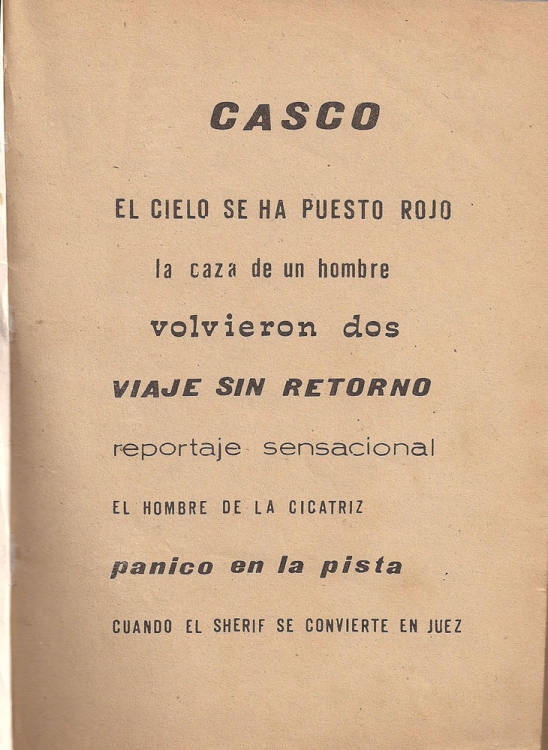 CASCO
EL CIELO SE HA PUESTO ROJO
la caza de un hombre
volvieron dos
VIAJE SIN RETORNO
reportaje sensacional
EL HOMBRE DE LA CICATRIZ
panico en la pista
CUANDO EL SHERIF SE CONVIERTE EN JUEZ